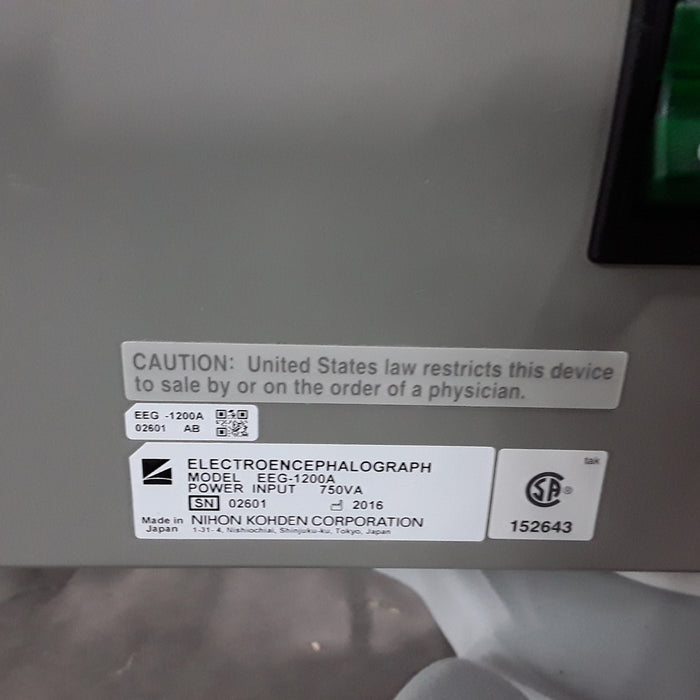 CAUTION: United States law restricts this device
to sale by or on the order of a physician.
EEG -1200A
02601 AB
ELECTROENCEPHALOGRAPH
MODEL EEG-1200A
POWER INPUT 750VA
SN 02601 2016
Made in Japan NIHON KOHDEN CORPORATION
1-31-4, Nishiochiai, Shinjuku-ku, Tokyo, Japan
tak
SA®
152643